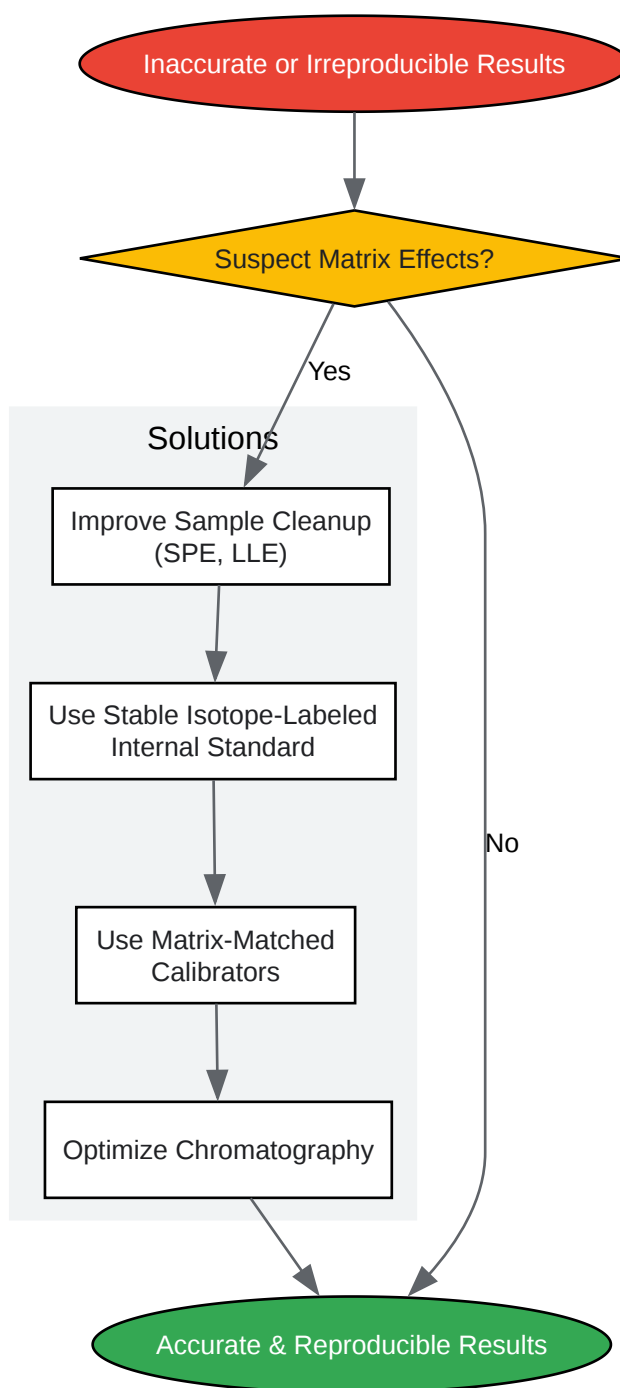 Inaccurate or Irreproducible Results
Suspect Matrix Effects?
Yes
Solutions
Improve Sample Cleanup
(SPE, LLE)
Use Stable Isotope-Labeled
Internal Standard
No
Use Matrix-Matched
Calibrators
Optimize Chromatography
Accurate & Reproducible Results